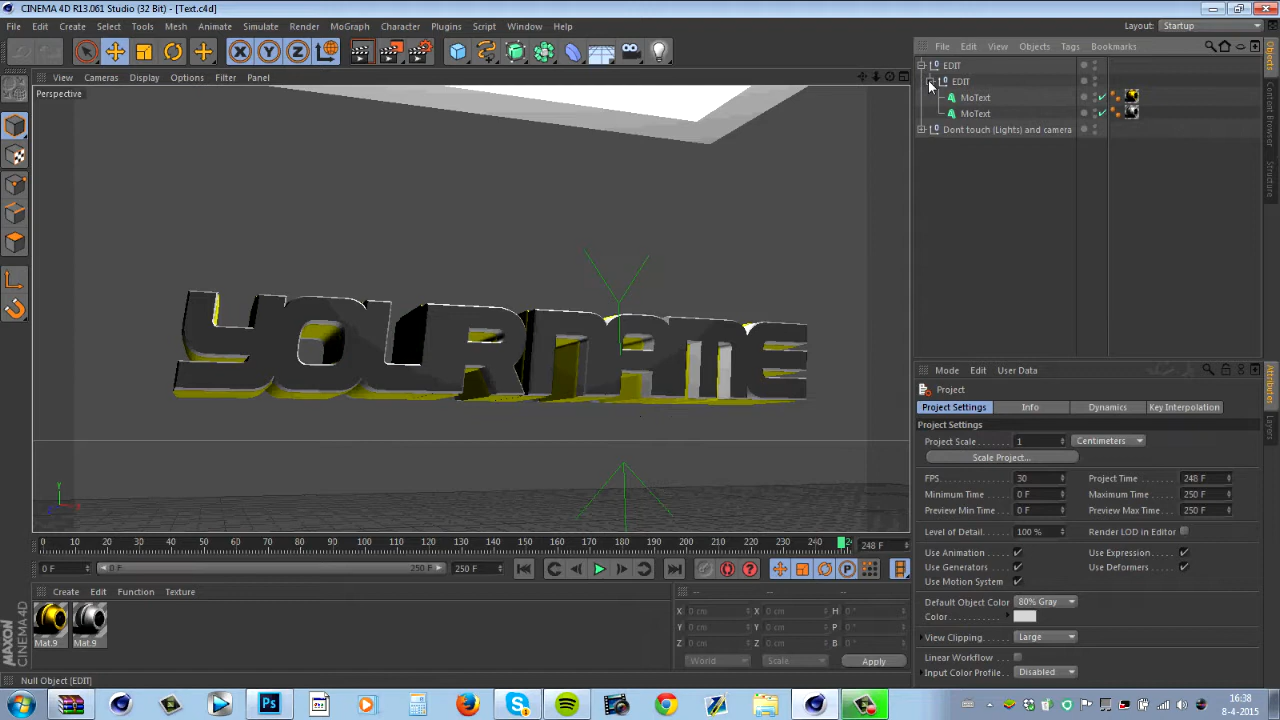 CINEMA 4D R13.061 Studio (32 Bit) - [Text.c4d]
File Edit Create Select Tools Mesh Animate Simulate Render MoGraph Character Plugins Script Window Help
Layout: Startup
X Y Z
View Cameras Display Options Filter Panel
Perspective
YOUR NAME
Y
X
File Edit View Objects Tags Bookmarks
EDIT
EDIT
MoText
MoText
Dont touch (Lights) and camera
Objects
Content Browser
Structure
Mode Edit User Data
Project
Project Settings Info Dynamics Key Interpolation
Project Settings
Project Scale 1 Centimeters
Scale Project...
FPS 30 Project Time 248 F
Minimum Time 0 F Maximum Time 250 F
Preview Min Time 0 F Preview Max Time 250 F
Level of Detail 100 % Render LOD in Editor
Use Animation Use Expression
Use Generators Use Deformers
Use Motion System
Default Object Color 80% Gray
Color
View Clipping Large
Linear Workflow
Input Color Profile Disabled
Attributes
Layers
0 10 20 30 40 50 60 70 80 90 100 110 120 130 140 150 160 170 180 190 200 210 220 230 240 248 F
0 F 0 F 250 F 250 F
Create Edit Function Texture
Mat.9 Mat.9
-- -- --
X 0 cm X 0 cm H 0 °
Y 0 cm Y 0 cm P 0 °
Z 0 cm Z 0 cm B 0 °
World Scale Apply
MAXON CINEMA 4D
Null Object [EDIT]
Ps
16:38
8-4-2015